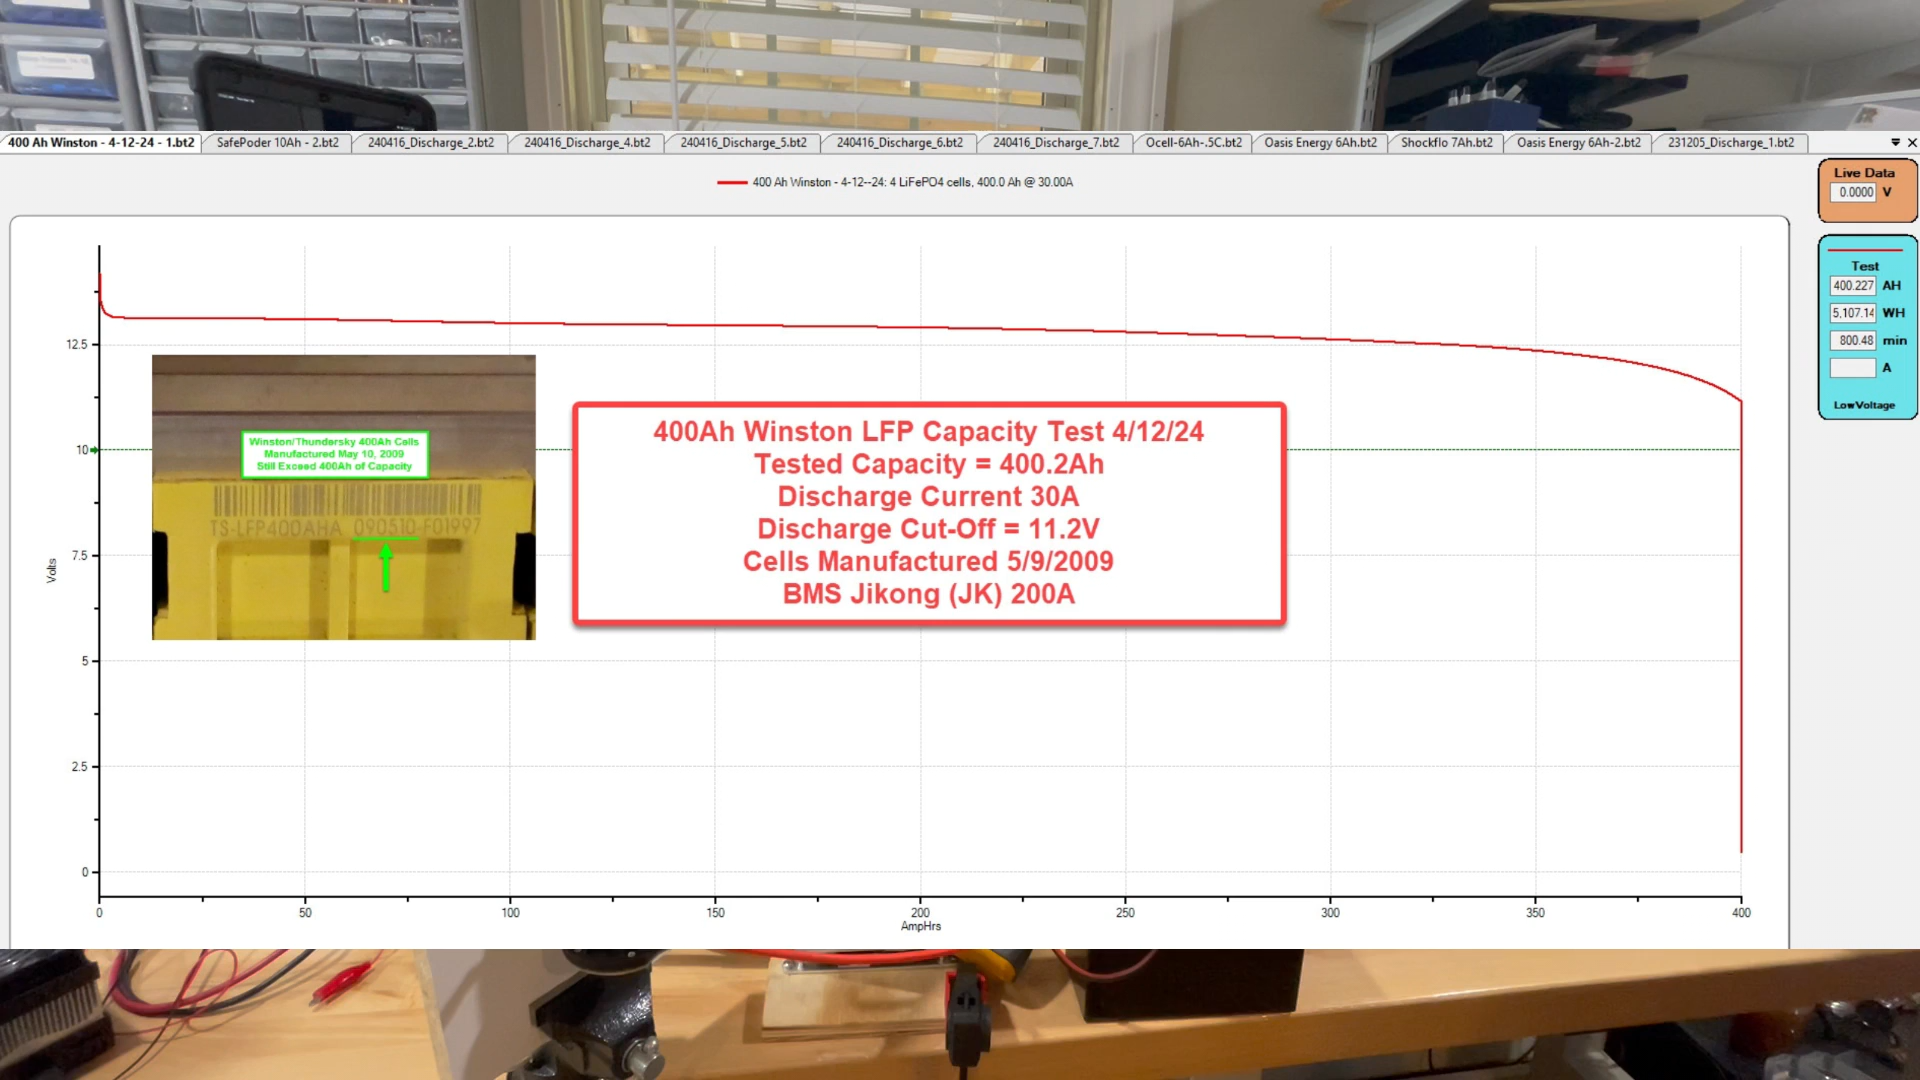 400 Ah Winston - 4-12-24 - 1.bt2
SafePoder 10Ah - 2.bt2
240416_Discharge_2.bt2
240416_Discharge_4.bt2
240416_Discharge_5.bt2
240416_Discharge_6.bt2
240416_Discharge_7.bt2
Ocell-6Ah-.5C.bt2
Oasis Energy 6Ah.bt2
Shockflo 7Ah.bt2
Oasis Energy 6Ah-2.bt2
231205_Discharge_1.bt2
400 Ah Winston - 4-12--24: 4 LiFePO4 cells, 400.0 Ah @ 30.00A
Live Data
0.0000 V
Test
400.227 AH
5,107.14 WH
800.48 min
A
LowVoltage
Volts
12.5
10
7.5
5
2.5
0
Winston/Thundersky 400Ah Cells
Manufactured May 10, 2009
Still Exceed 400Ah of Capacity
TS-LFP400AHA 090510-F01997
400Ah Winston LFP Capacity Test 4/12/24
Tested Capacity = 400.2Ah
Discharge Current 30A
Discharge Cut-Off = 11.2V
Cells Manufactured 5/9/2009
BMS Jikong (JK) 200A
0 50 100 150 200 250 300 350 400
AmpHrs